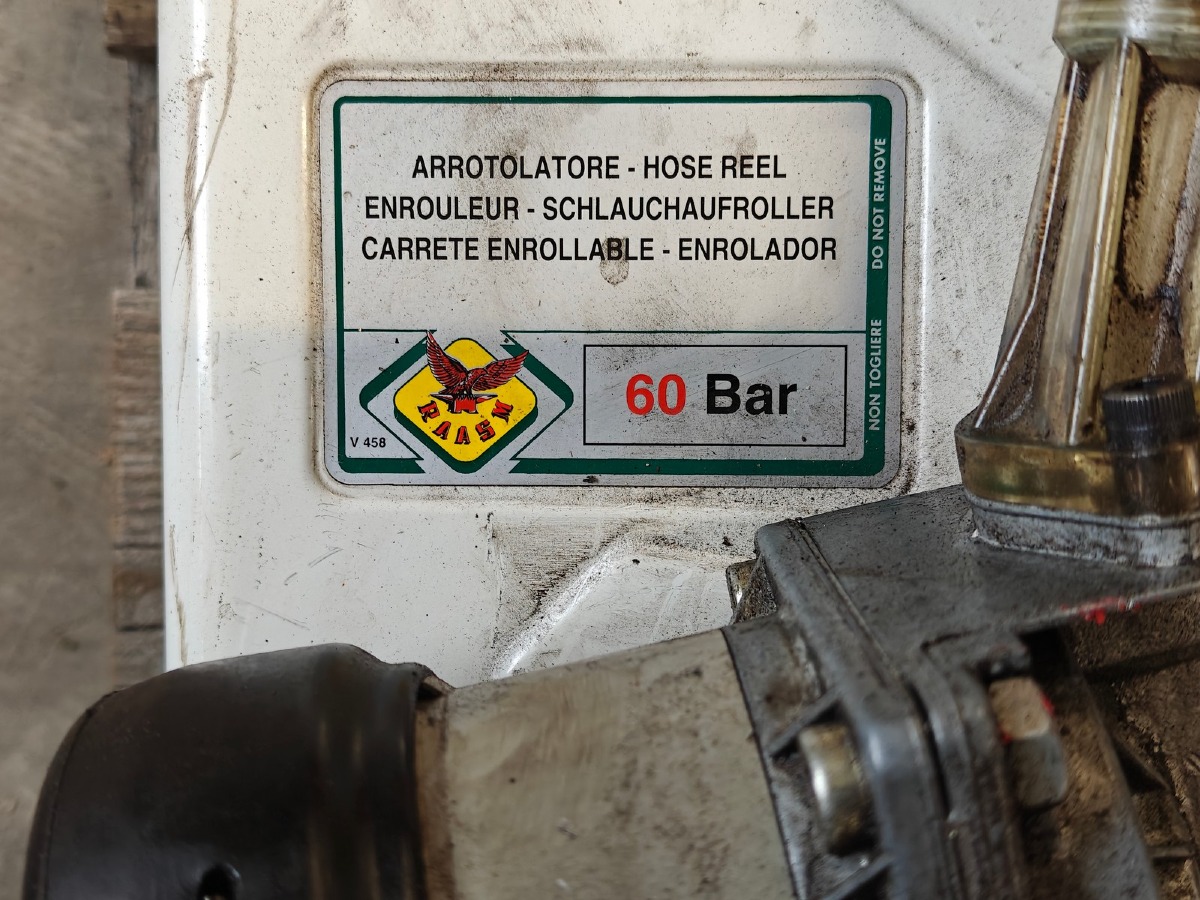 ARROTOLATORE - HOSE REEL
ENROULEUR - SCHLAUCHAUFROLLER
CARRETE ENROLLABLE - ENROLADOR
RAASM
V 458
60 Bar
NON TOGLIERE DO NOT REMOVE